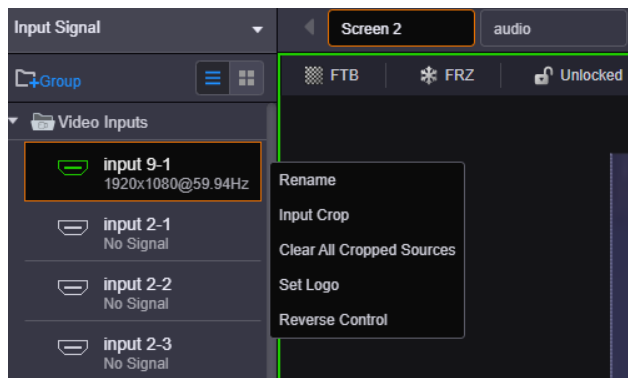 Input Signal
Screen 2
audio
Group
FTB
FRZ
Unlocked
Video Inputs
input 9-1
1920x1080@59.94Hz
input 2-1
No Signal
input 2-2
No Signal
input 2-3
No Signal
Rename
Input Crop
Clear All Cropped Sources
Set Logo
Reverse Control